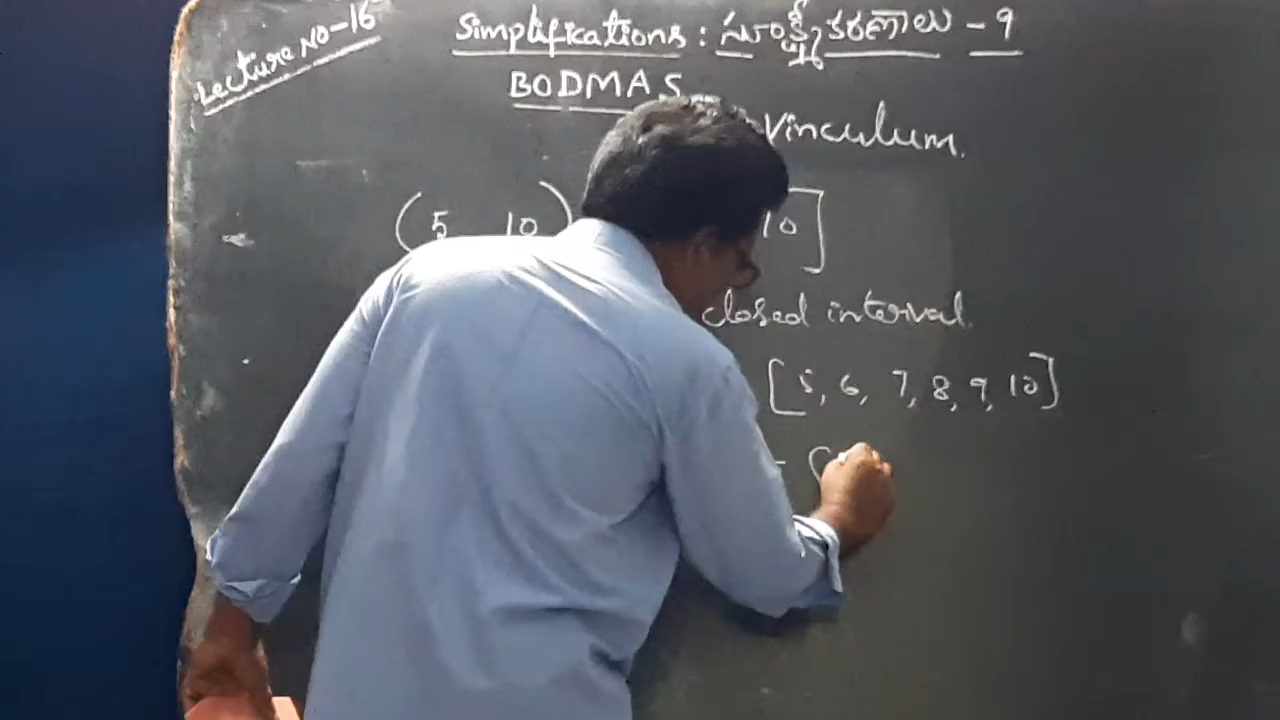 Lecture No-16
Simplifications : సూక్ష్మీకరణాలు - 9
BODMAS
Vinculum.
(5 10) 10]
closed interval.
[5, 6, 7, 8, 9, 10]